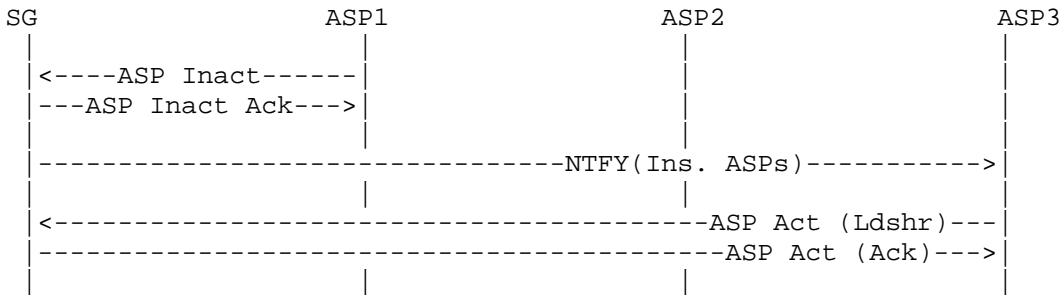 SG ASP1 ASP2 ASP3
<----ASP Inact------
---ASP Inact Ack--->
---------------------------------NTFY(Ins. ASPs)----------->
<------------------------------------------ASP Act (Ldshr)---
-------------------------------------------ASP Act (Ack)--->